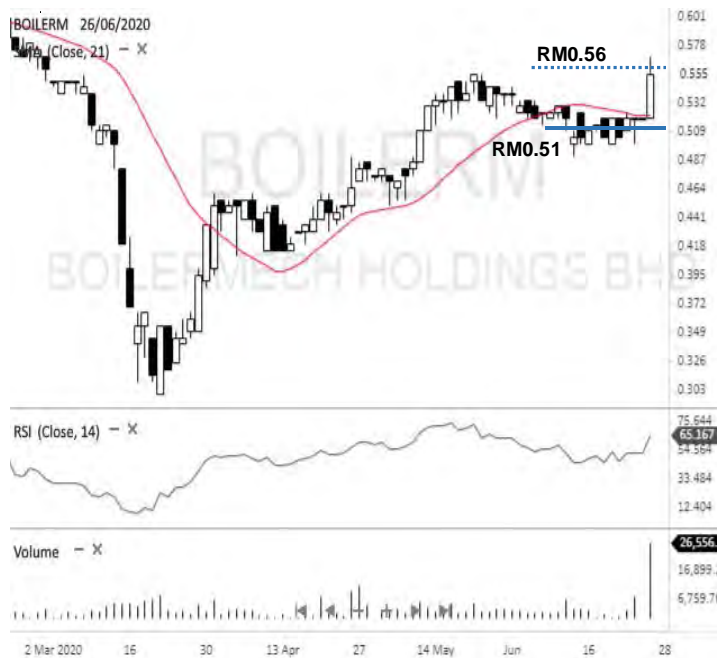 BOILERM 26/06/2020
Sma (Close, 21) – X
RM0.56
RM0.51
BOILERM
BOILERMECH HOLDINGS BHD
0.601
0.578
0.555
0.532
0.509
0.487
0.464
0.441
0.418
0.395
0.372
0.349
0.326
0.303
RSI (Close, 14) – X
75.644
65.167
54.564
33.484
12.404
Volume – X
26,556.
16,899.
6,759.70
2 Mar 2020 16 30 13 Apr 27 14 May Jun 16 28